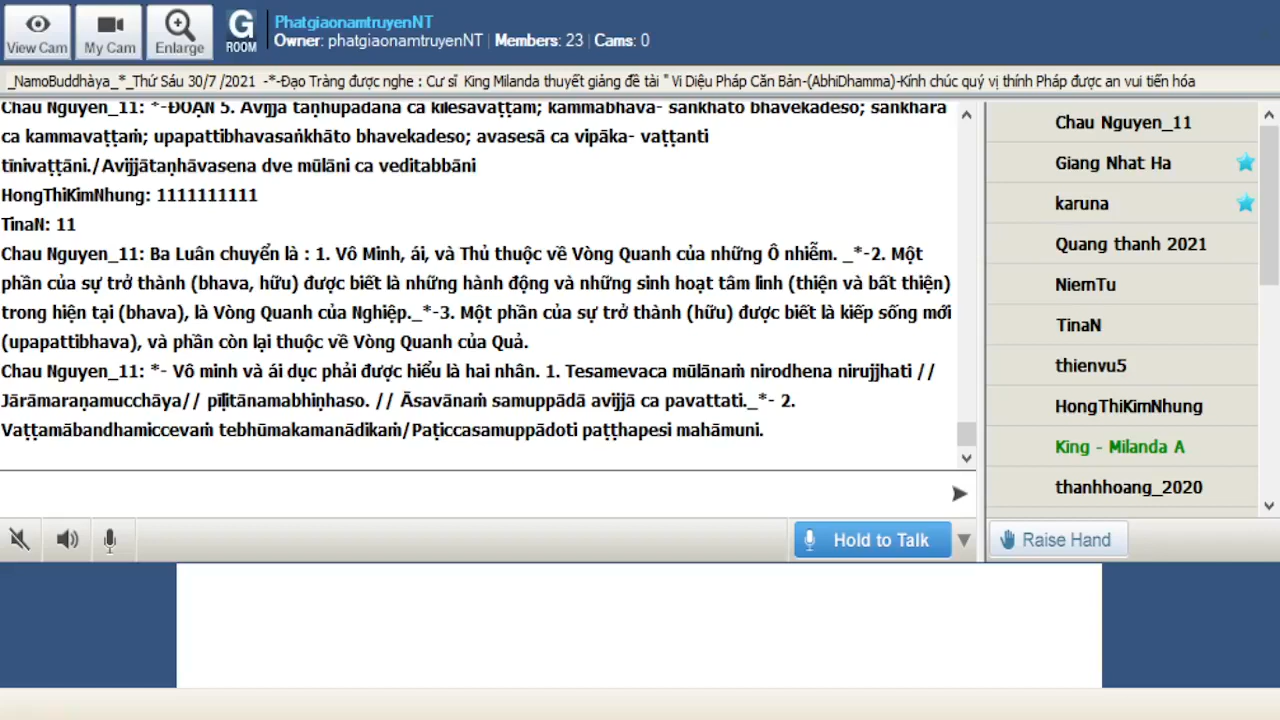 View Cam
My Cam
Enlarge
G
ROOM
PhatgiaonamtruyenNT
Owner: phatgiaonamtruyenNT | Members: 23 | Cams: 0
_NamoBuddhàya_*_Thứ Sáu 30/7 /2021 -*-Đạo Tràng được nghe : Cư sĩ King Milanda thuyết giảng đề tài " Vi Diệu Pháp Căn Bản-(AbhiDhamma)-Kính chúc quý vị thính Pháp được an vui tiến hóa
Chau Nguyen_11: *-ĐOẠN 5. Avijjā taṇhūpādānā ca kilesavaṭṭaṁ; kammabhava- saṅkhāto bhavekadeso; saṅkhārā
ca kammavaṭṭaṁ; upapattibhavasaṅkhāto bhavekadeso; avasesā ca vipāka- vaṭṭanti
tīnivaṭṭāni./Avijjātaṇhāvasena dve mūlāni ca veditabbāni
HongThiKimNhung: 1111111111
TinaN: 11
Chau Nguyen_11: Ba Luân chuyển là : 1. Vô Minh, ái, và Thủ thuộc về Vòng Quanh của những Ô nhiễm. _*-2. Một
phần của sự trở thành (bhava, hữu) được biết là những hành động và những sinh hoạt tâm linh (thiện và bất thiện)
trong hiện tại (bhava), là Vòng Quanh của Nghiệp._*-3. Một phần của sự trở thành (hữu) được biết là kiếp sống mới
(upapattibhava), và phần còn lại thuộc về Vòng Quanh của Quả.
Chau Nguyen_11: *- Vô minh và ái dục phải được hiểu là hai nhân. 1. Tesamevaca mūlānaṁ nirodhena nirujjhati //
Jārāmaraṇamucchāya// pīḷitānamabhiṇhaso. // Āsavānaṁ samuppādā avijjā ca pavattati._*- 2.
Vaṭṭamābandhamiccevaṁ tebhūmakamanādikaṁ/Paṭiccasamuppādoti paṭṭhapesi mahāmuni.
Hold to Talk
Chau Nguyen_11
Giang Nhat Ha
karuna
Quang thanh 2021
NiemTu
TinaN
thienvu5
HongThiKimNhung
King - Milanda A
thanhhoang_2020
Raise Hand